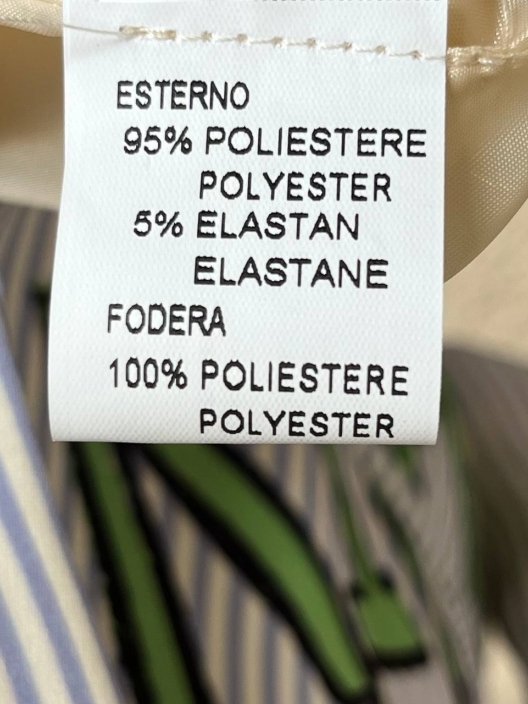 ESTERNO
95% POLIESTERE
POLYESTER
5% ELASTAN
ELASTANE
FODERA
100% POLIESTERE
POLYESTER